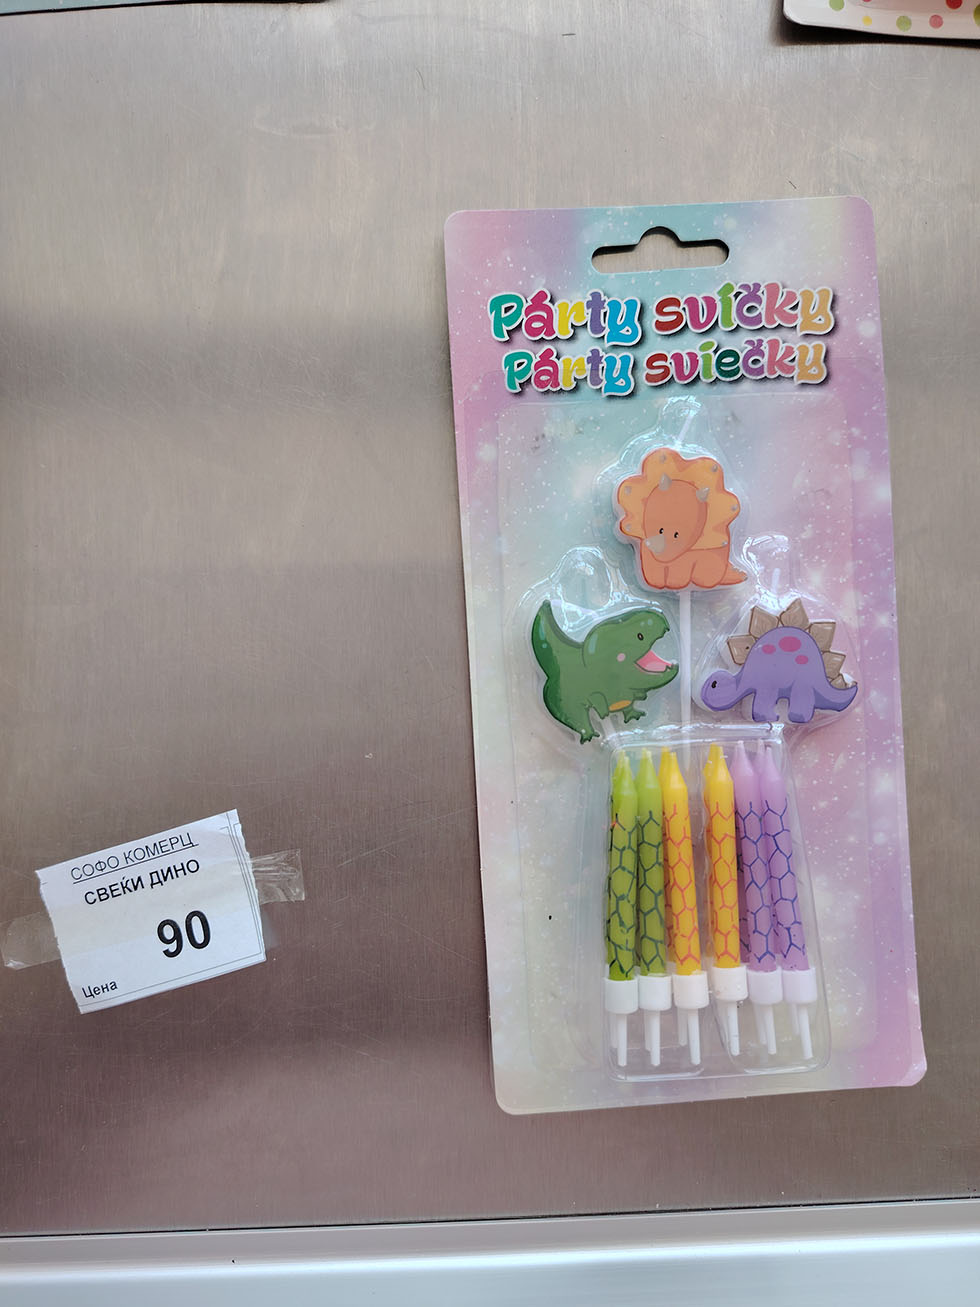 Párty svíčky
Párty sviečky
СОФО КОМЕРЦ
СВЕЌИ ДИНО
90
Цена